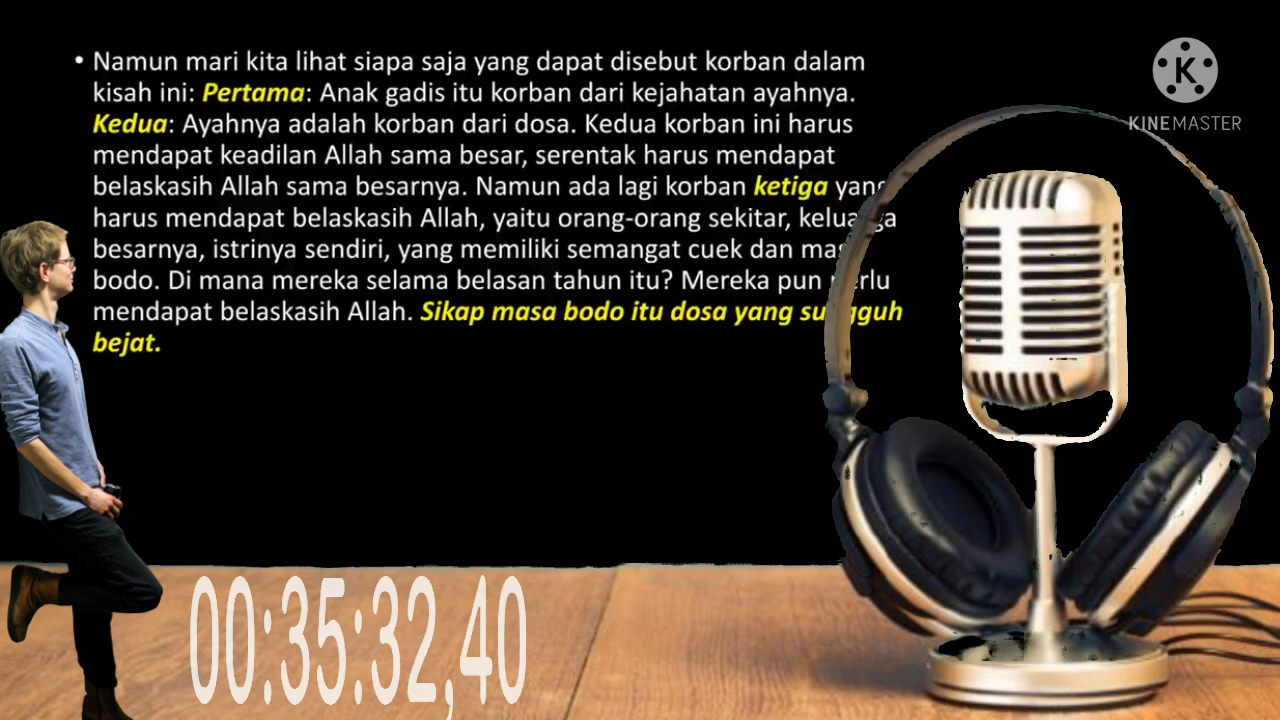 • Namun mari kita lihat siapa saja yang dapat disebut korban dalam
kisah ini: Pertama: Anak gadis itu korban dari kejahatan ayahnya.
Kedua: Ayahnya adalah korban dari dosa. Kedua korban ini harus
mendapat keadilan Allah sama besar, serentak harus mendapat
belaskasih Allah sama besarnya. Namun ada lagi korban ketiga yang
harus mendapat belaskasih Allah, yaitu orang-orang sekitar, keluarga
besarnya, istrinya sendiri, yang memiliki semangat cuek dan masa
bodo. Di mana mereka selama belasan tahun itu? Mereka pun perlu
mendapat belaskasih Allah. Sikap masa bodo itu dosa yang sungguh
bejat.
K
KINEMASTER
00:35:32,40